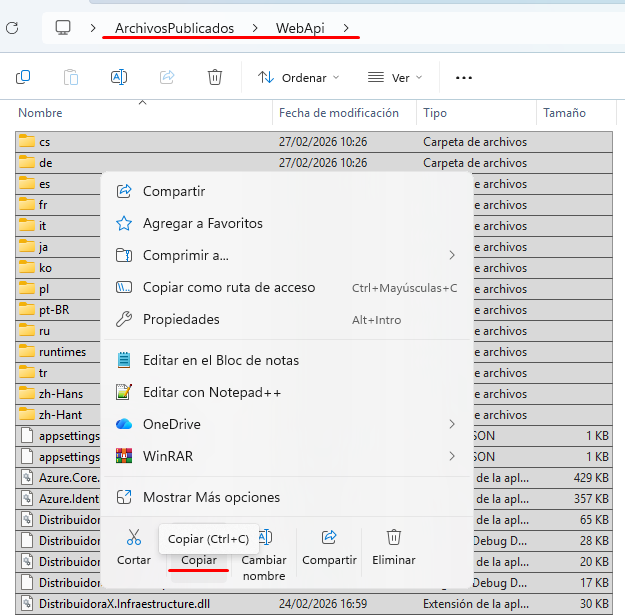 ArchivosPublicados > WebApi >
Ordenar Ver ...
Nombre Fecha de modificación Tipo Tamaño
cs 27/02/2026 10:26 Carpeta de archivos
de 27/02/2026 10:26 Carpeta de archivos
es e archivos
fr e archivos
it e archivos
ja e archivos
ko e archivos
pl e archivos
pt-BR e archivos
ru e archivos
runtimes e archivos
tr e archivos
zh-Hans e archivos
zh-Hant e archivos
appsettings SON 1 KB
appsettings SON 1 KB
Azure.Core. de la apl... 429 KB
Azure.Ident de la apl... 357 KB
Distribuidor de la apl... 65 KB
Distribuidor Debug D... 28 KB
Distribuidor de la apl... 20 KB
Distribuidor Debug D... 17 KB
DistribuidoraX.Infraestructure.dll 24/02/2026 16:59 Extensión de la apl... 30 KB
Compartir
Agregar a Favoritos
Comprimir a...
Copiar como ruta de acceso Ctrl+Mayúsculas+C
Propiedades Alt+Intro
Editar en el Bloc de notas
Editar con Notepad++
OneDrive
WinRAR
Mostrar Más opciones
Copiar (Ctrl+C)
Cortar Copiar Cambiar nombre Compartir Eliminar